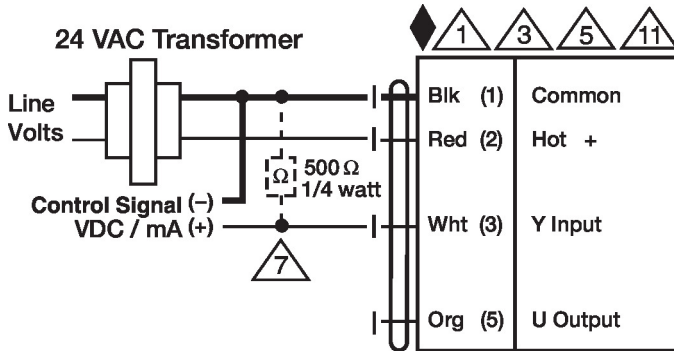 24 VAC Transformer
1 3 5 11
Line
Volts
Blk (1) Common
Red (2) Hot +
Ω 500 Ω
1/4 watt
Control Signal (–)
VDC / mA (+)
Wht (3) Y Input
7
Org (5) U Output